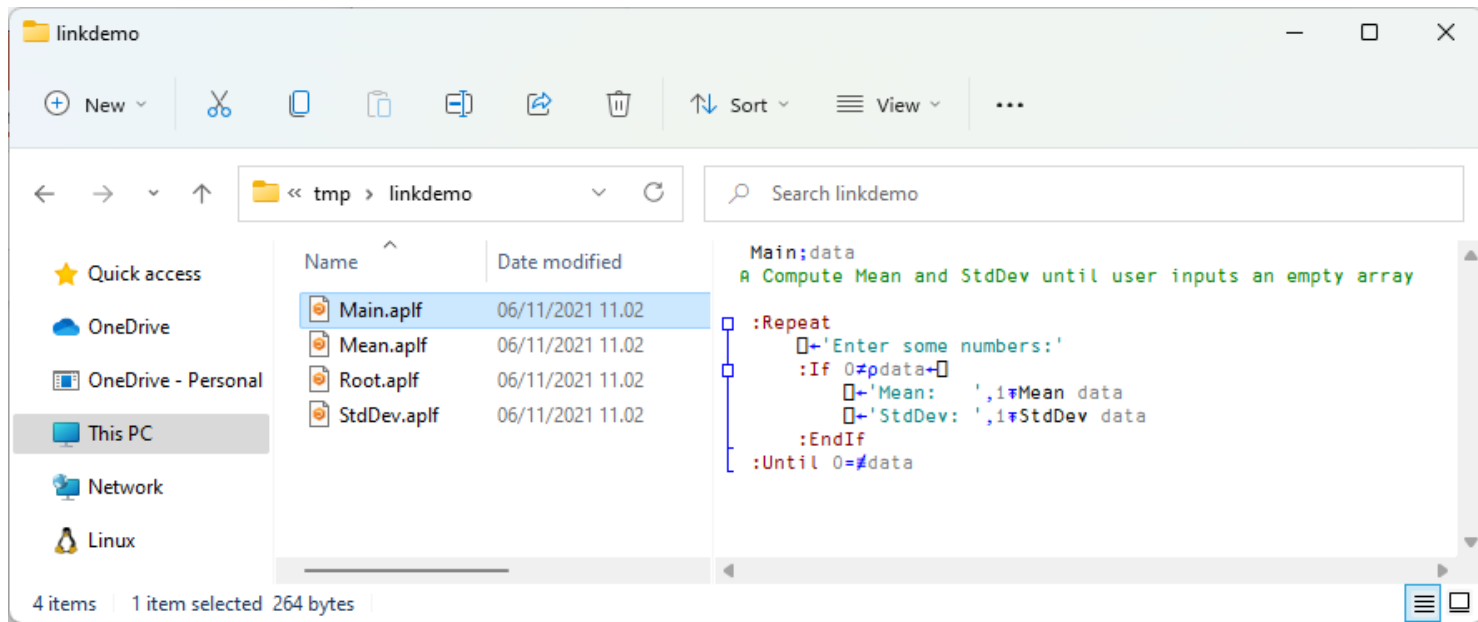 linkdemo
New Sort View
« tmp › linkdemo Search linkdemo
Quick access
OneDrive
OneDrive - Personal
This PC
Network
Linux
Name Date modified
Main.aplf 06/11/2021 11.02
Mean.aplf 06/11/2021 11.02
Root.aplf 06/11/2021 11.02
StdDev.aplf 06/11/2021 11.02
Main;data
⍝ Compute Mean and StdDev until user inputs an empty array
:Repeat
⎕←'Enter some numbers:'
:If 0≠⍴data←⎕
⎕←'Mean:   ',1⍕Mean data
⎕←'StdDev: ',1⍕StdDev data
:EndIf
:Until 0=≢data
4 items 1 item selected 264 bytes